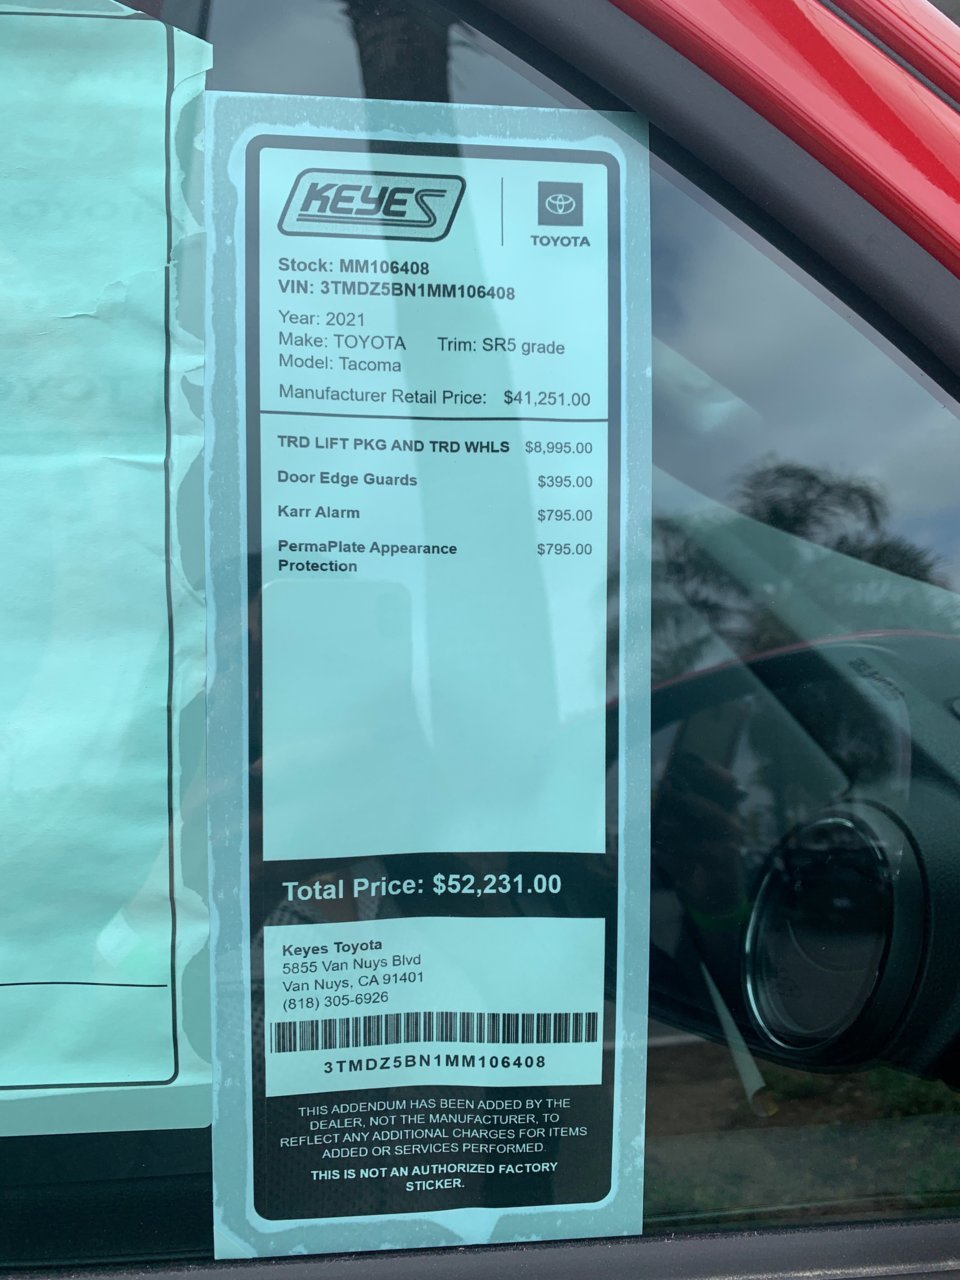 KEYES
TOYOTA
Stock: MM106408
VIN: 3TMDZ5BN1MM106408
Year: 2021
Make: TOYOTA Trim: SR5 grade
Model: Tacoma
Manufacturer Retail Price: $41,251.00
TRD LIFT PKG AND TRD WHLS $8,995.00
Door Edge Guards $395.00
Karr Alarm $795.00
PermaPlate Appearance $795.00
Protection
Total Price: $52,231.00
Keyes Toyota
5855 Van Nuys Blvd
Van Nuys, CA 91401
(818) 305-6926
3TMDZ5BN1MM106408
THIS ADDENDUM HAS BEEN ADDED BY THE
DEALER, NOT THE MANUFACTURER, TO
REFLECT ANY ADDITIONAL CHARGES FOR ITEMS
ADDED OR SERVICES PERFORMED.
THIS IS NOT AN AUTHORIZED FACTORY
STICKER.